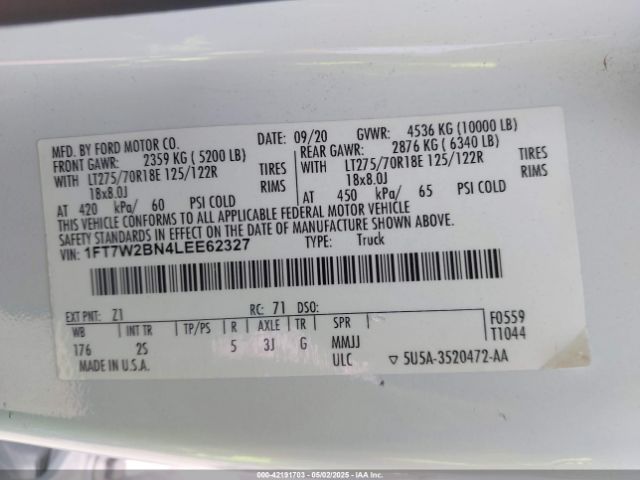 MFD. BY FORD MOTOR CO. DATE: 09/20 GVWR: 4536 KG (10000 LB)
FRONT GAWR: 2359 KG (5200 LB) REAR GAWR: 2876 KG (6340 LB)
WITH LT275/70R18E 125/122R TIRES WITH LT275/70R18E 125/122R TIRES
18x8.0J RIMS 18x8.0J RIMS
AT 420 kPa/ 60 PSI COLD AT 450 kPa/ 65 PSI COLD
THIS VEHICLE CONFORMS TO ALL APPLICABLE FEDERAL MOTOR VEHICLE
SAFETY STANDARDS IN EFFECT ON THE DATE OF MANUFACTURE SHOWN ABOVE.
VIN: 1FT7W2BN4LEE62327 TYPE: Truck
EXT PNT: Z1 RC: 71 DSO: F0559
WB INT TR TP/PS R AXLE TR SPR T1044
176 2S 5 3J G MMJJ
MADE IN U.S.A. ULC ▽ 5U5A-3520472-AA
000-42191703 - 05/02/2025 - IAAI.com